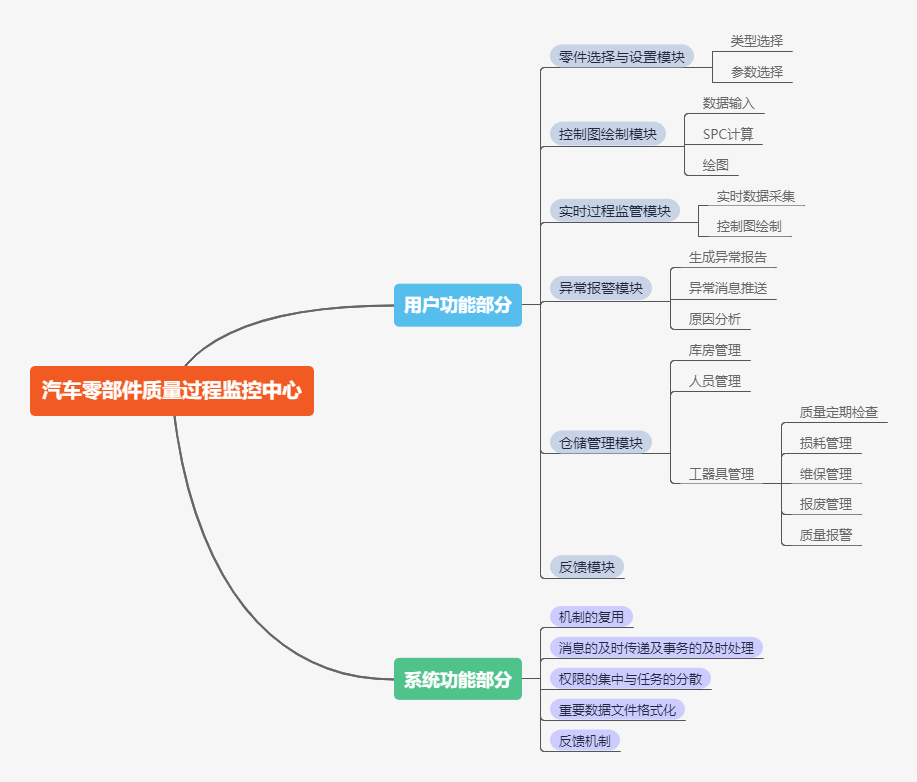 汽车零部件质量过程监控中心
用户功能部分
零件选择与设置模块
类型选择
参数选择
控制图绘制模块
数据输入
SPC计算
绘图
实时过程监管模块
实时数据采集
控制图绘制
异常报警模块
生成异常报告
异常消息推送
原因分析
仓储管理模块
库房管理
人员管理
工器具管理
质量定期检查
损耗管理
维保管理
报废管理
质量报警
反馈模块
系统功能部分
机制的复用
消息的及时传递及事务的及时处理
权限的集中与任务的分散
重要数据文件格式化
反馈机制